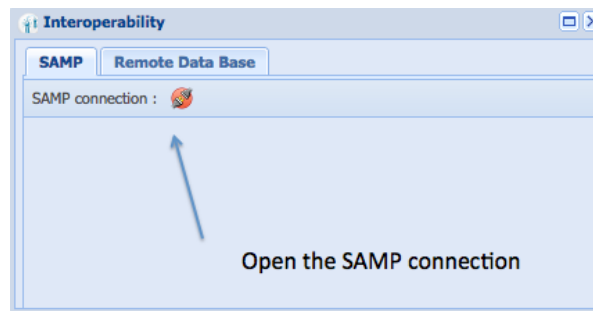 Interoperability
SAMP Remote Data Base
SAMP connection :
Open the SAMP connection